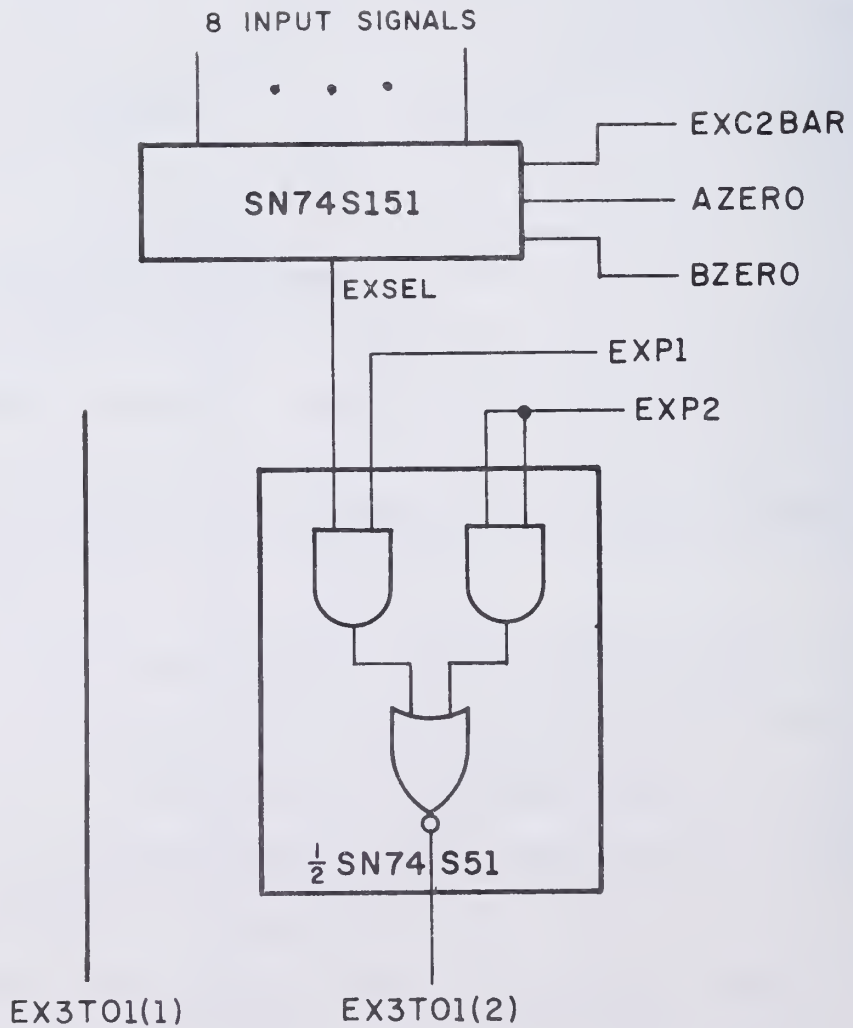 8 INPUT SIGNALS
EXC2BAR
SN74S151
AZERO
BZERO
EXSEL
EXP1
EXP2
½ SN74 S51
EX3TO1(1) EX3TO1(2)